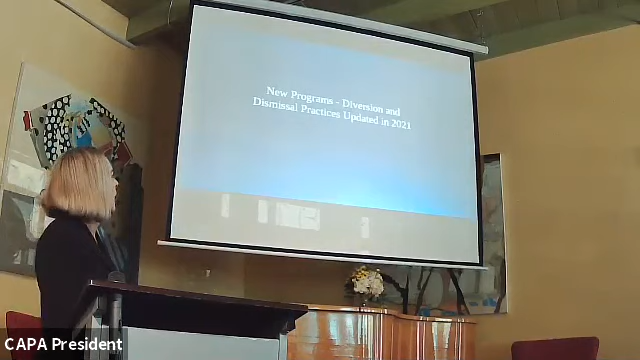 New Programs - Diversion and
Dismissal Practices Updated in 2021
CAPA President